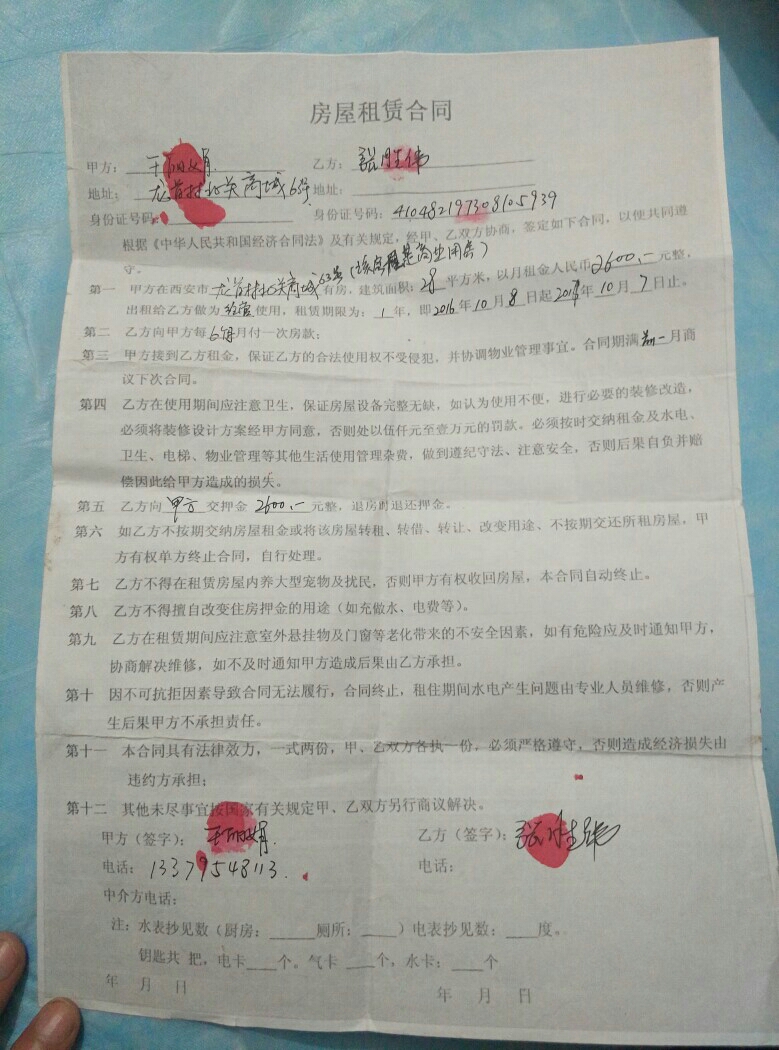 房屋租赁合同
甲方： 乙方：张胜伟
地址：龙首村北关商城63号 地址：
身份证号码： 身份证号码：410482197308105939
根据《中华人民共和国经济合同法》及有关规定，经甲、乙双方协商，签定如下合同，以使共同遵
守。
第一 甲方在西安市龙首村北关商城63号（该房屋是商业用房）有房，建筑面积：28平方米，以月租金人民币2600.—元整，
出租给乙方做为经营使用，租赁期限为：1年，即2016年10月8日起2017年10月7日止。
第二 乙方向甲方每6个月付一次房款；
第三 甲方接到乙方租金，保证乙方的合法使用权不受侵犯，并协调物业管理事宜。合同期满前一月商
议下次合同。
第四 乙方在使用期间应注意卫生，保证房屋设备完整无缺，如认为使用不便，进行必要的装修改造，
必须将装修设计方案经甲方同意，否则处以伍仟元至壹万元的罚款。必须按时交纳租金及水电、
卫生、电梯、物业管理等其他生活使用管理杂费，做到遵纪守法、注意安全，否则后果自负并赔
偿因此给甲方造成的损失。
第五 乙方向甲方交押金2600.—元整，退房时退还押金。
第六 如乙方不按期交纳房屋租金或将该房屋转租、转借、转让、改变用途、不按期交还所租房屋，甲
方有权单方终止合同，自行处理。
第七 乙方不得在租赁房屋内养大型宠物及扰民，否则甲方有权收回房屋，本合同自动终止。
第八 乙方不得擅自改变住房押金的用途（如充做水、电费等）。
第九 乙方在租赁期间应注意室外悬挂物及门窗等老化带来的不安全因素，如有危险应及时通知甲方，
协商解决维修，如不及时通知甲方造成后果由乙方承担。
第十 因不可抗拒因素导致合同无法履行，合同终止，租住期间水电产生问题由专业人员维修，否则产
生后果甲方不承担责任。
第十一 本合同具有法律效力，一式两份，甲、乙双方各执一份，必须严格遵守，否则造成经济损失由
违约方承担；
第十二 其他未尽事宜按国家有关规定甲、乙双方另行商议解决。
甲方（签字）： 乙方（签字）：张胜伟
电话：13379548113. 电话：
中介方电话：
注：水表抄见数（厨房：____厕所：____）电表抄见数：___度。
钥匙共 把，电卡___个。气卡___个，水卡：___个
年 月 日 年 月 日